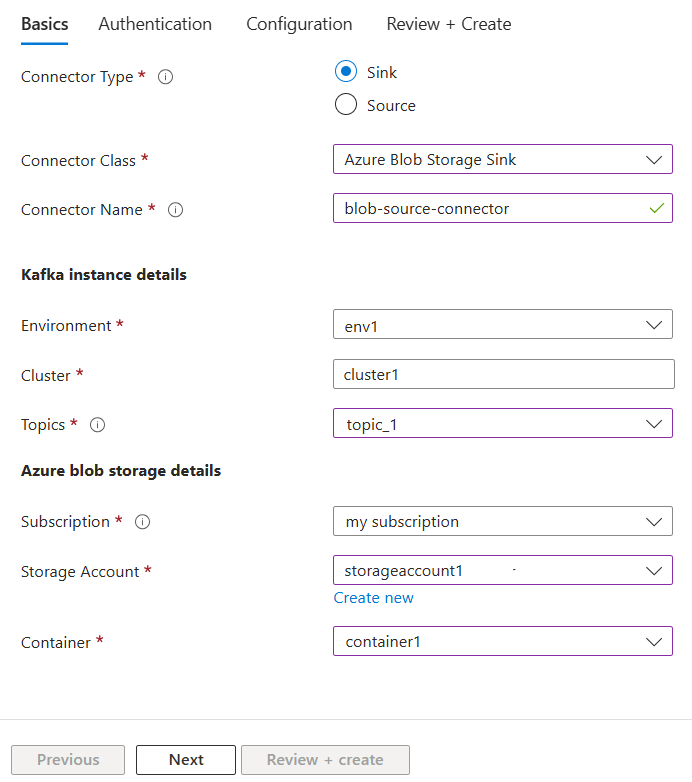 Basics Authentication Configuration Review + Create
Connector Type * Sink
Source
Connector Class * Azure Blob Storage Sink
Connector Name * blob-source-connector
Kafka instance details
Environment * env1
Cluster * cluster1
Topics * topic_1
Azure blob storage details
Subscription * my subscription
Storage Account * storageaccount1
Create new
Container * container1
Previous Next Review + create